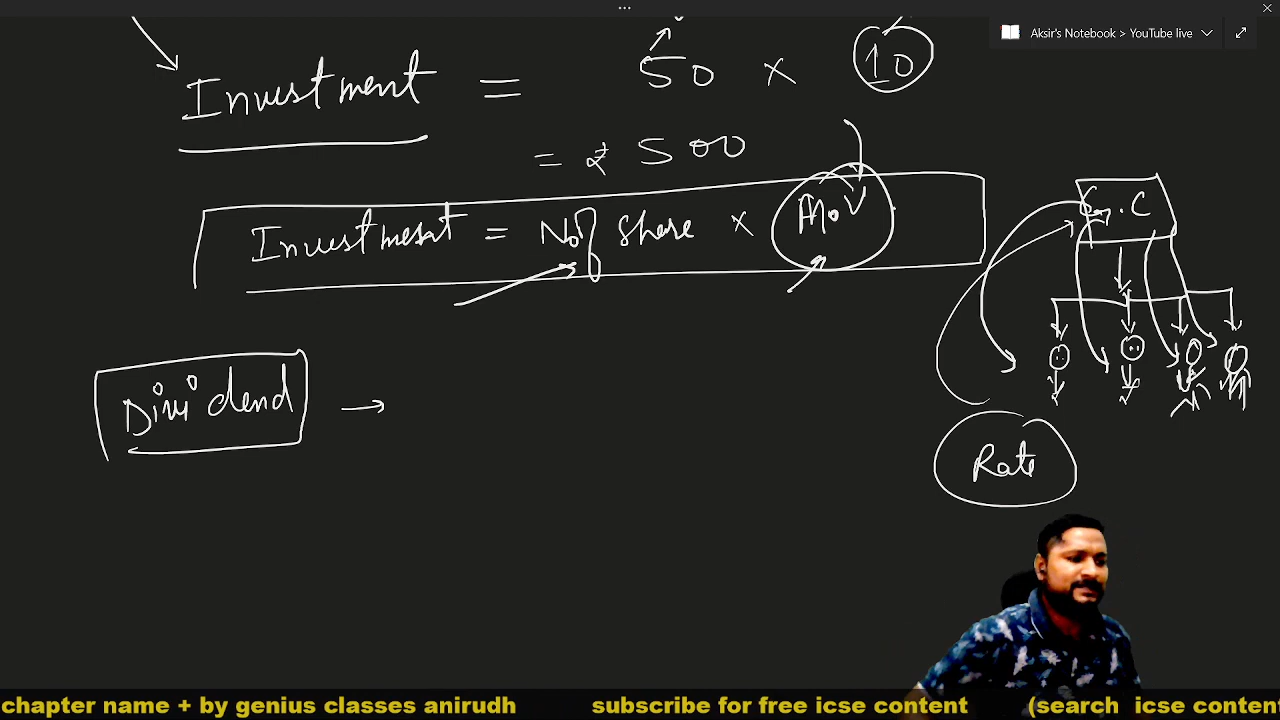 Aksir's Notebook > YouTube live
Investment = 50 × 10
= ₹ 500
Investment = No of Share × M.V
Dividend →
Rate
chapter name + by genius classes anirudh subscribe for free icse content (search icse conten